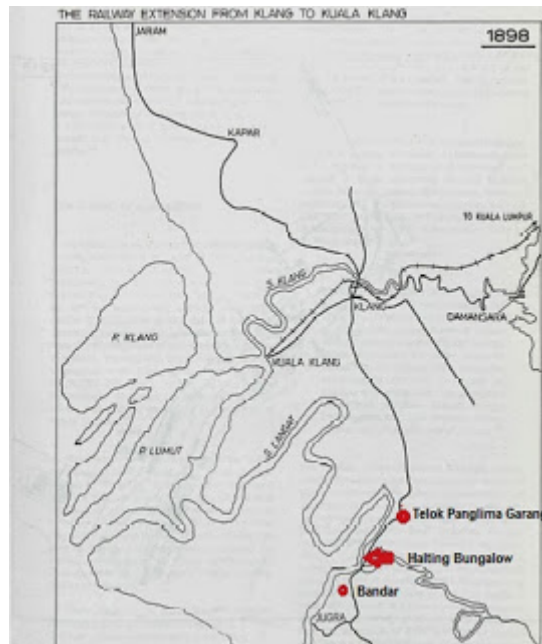 THE RAILWAY EXTENSION FROM KLANG TO KUALA KLANG
1898
JARAM
KAPAR
TO KUALA LUMPUR
S. KLANG
KLANG
DAMANSARA
P. KLANG
KUALA KLANG
P. LUMUT
S. LANGAT
Telok Panglima Garang
Halting Bungalow
Bandar
JUGRA